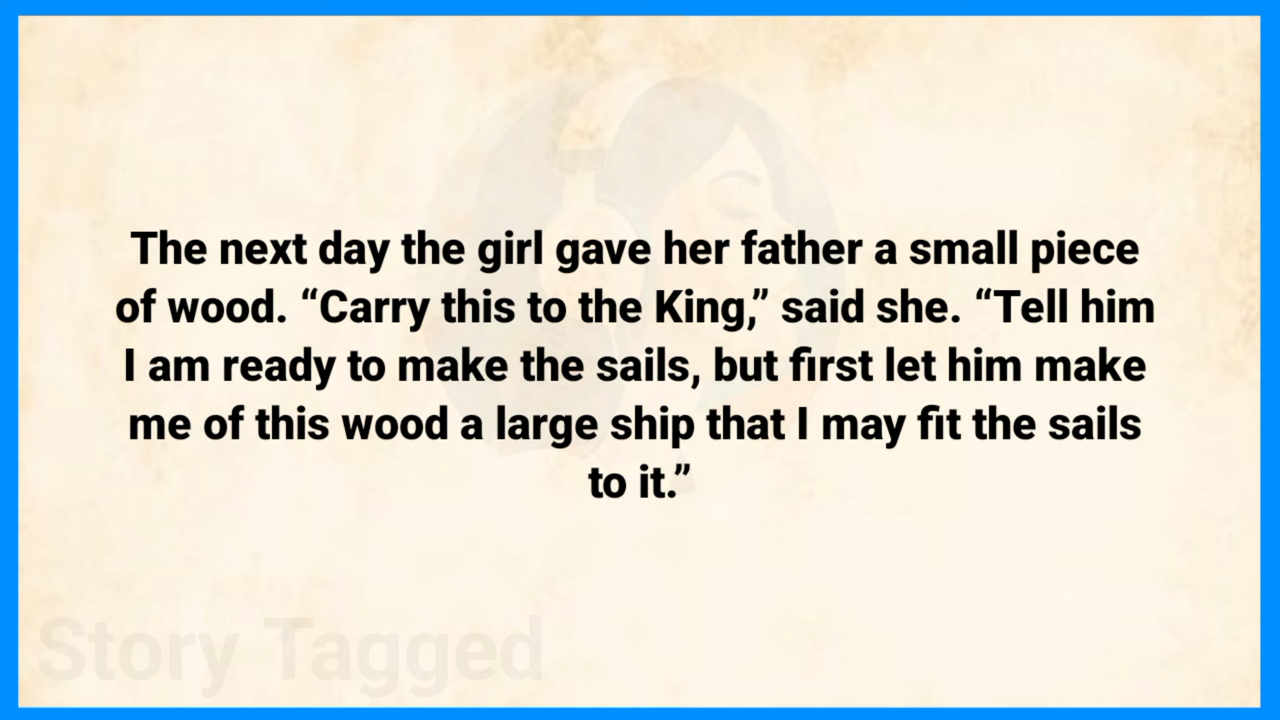 The next day the girl gave her father a small piece
of wood. “Carry this to the King,” said she. “Tell him
I am ready to make the sails, but first let him make
me of this wood a large ship that I may fit the sails
to it.”
Story Tagged